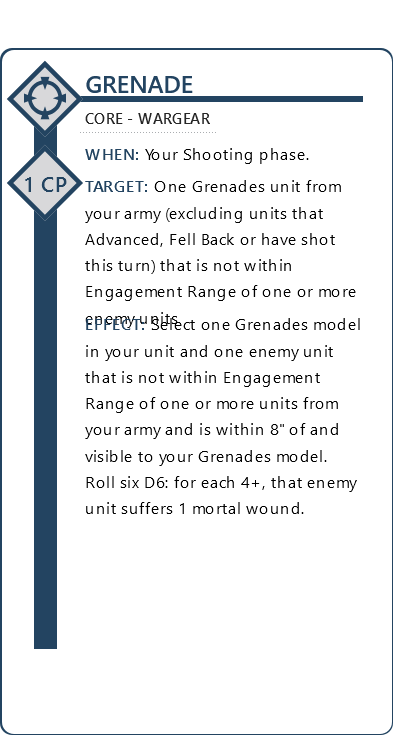 GRENADE
CORE - WARGEAR
WHEN: Your Shooting phase.
1 CP
TARGET: One Grenades unit from
your army (excluding units that
Advanced, Fell Back or have shot
this turn) that is not within
Engagement Range of one or more
enemy units.
EFFECT: Select one Grenades model
in your unit and one enemy unit
that is not within Engagement
Range of one or more units from
your army and is within 8" of and
visible to your Grenades model.
Roll six D6: for each 4+, that enemy
unit suffers 1 mortal wound.